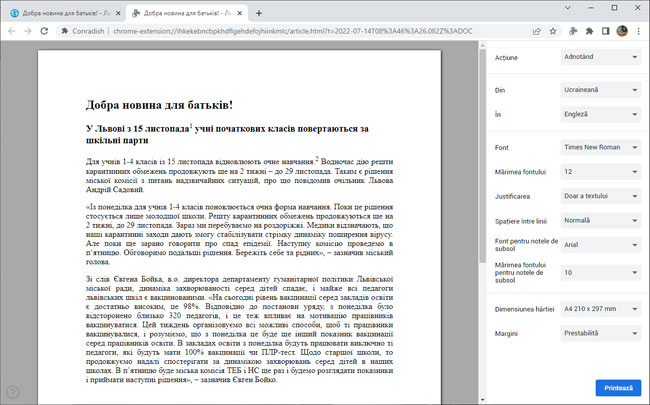 Добра новина для батьків! - Ль
Добра новина для батьків! - Ль
Conradish | chrome-extension://ihkekebncbpkhdflgehdefojhiinkmlc/article.html?t=2022-07-14T08%3A46%3A26.082Z%3ADOC
Добра новина для батьків!
У Львові з 15 листопада1 учні початкових класів повертаються за
шкільні парти
Для учнів 1-4 класів із 15 листопада відновлюють очне навчання.2 Водночас дію решти
карантинних обмежень продовжують ще на 2 тижні – до 29 листопада. Таким є рішення
міської комісії з питань надзвичайних ситуацій, про що повідомив очільник Львова
Андрій Садовий.
«Із понеділка для учнів 1-4 класів поновлюється очна форма навчання. Поки це рішення
стосується лише молодшої школи. Решту карантинних обмежень продовжуються ще на
2 тижні, до 29 листопада. Зараз ми перебуваємо на роздоріжжі. Медики відзначають, що
наші карантинні заходи дають змогу стабілізувати стрімку динаміку поширення вірусу.
Але поки ще зарано говорити про спад епідемії. Наступну комісію проведемо в
п’ятницю. Обговоримо подальші рішення. Бережіть себе та рідних», – зазначив міський
голова.
Зі слів Євгена Бойка, в.о. директора департаменту гуманітарної політики Львівської
міської ради, динаміка захворюваності серед дітей спадає, і майже всі педагоги
львівських шкіл є вакцинованими. «На сьогодні рівень вакцинації серед закладів освіти
є достатньо високим, це 98%. Відповідно до постанови уряду, з понеділка було
відсторонено близько 320 педагогів, і це теж впливає на мотивацію працівників
вакцинуватися. Цей тиждень організовуємо всі можливі способи, щоб ті працівники
вакцинувалися, і розуміємо, що з понеділка це буде ще інший показник вакцинації
серед працівників освіти. В закладах освіти з понеділка будуть працювати виключно ті
педагоги, які будуть мати 100% вакцинації чи ПЛР-тест. Щодо старшої школи, то
продовжуємо надалі спостерігати за динамікою захворювань серед дітей в наших
школах. В п’ятницю буде міська комісія ТЕБ і НС ще раз і будемо розглядати показники
і приймати наступні рішення», – зазначив Євген Бойко.
Acțiune Adnotând
Din Ucraineană
În Engleză
Font Times New Roman
Mărimea fontului 12
Justificarea Doar a textului
Spațiere între linii Normală
Font pentru notele de
subsol Arial
Mărimea fontului
pentru notele de
subsol 10
Dimensiunea hârtiei A4 210 x 297 mm
Margini Prestabilită
Printează